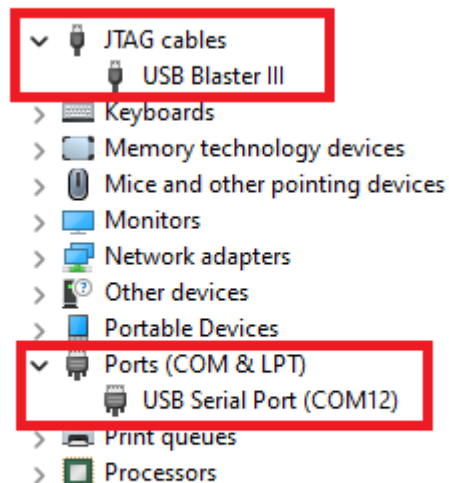 JTAG cables
USB Blaster III
Keyboards
Memory technology devices
Mice and other pointing devices
Monitors
Network adapters
Other devices
Portable Devices
Ports (COM & LPT)
USB Serial Port (COM12)
Print queues
Processors